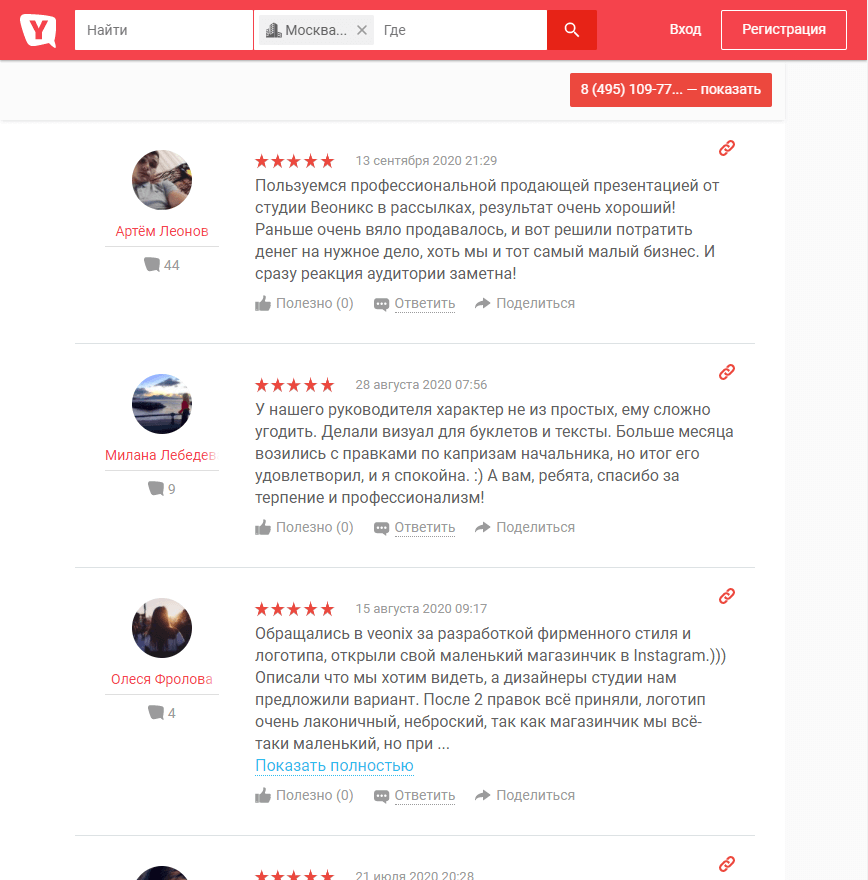 Y
Найти
Москва...
Где
Вход
Регистрация
8 (495) 109-77... — показать
13 сентября 2020 21:29
Пользуемся профессиональной продающей презентацией от
студии Веоникс в рассылках, результат очень хороший!
Раньше очень вяло продавалось, и вот решили потратить
денег на нужное дело, хоть мы и тот самый малый бизнес. И
сразу реакция аудитории заметна!
Артём Леонов
44
Полезно (0)
Ответить
Поделиться
28 августа 2020 07:56
У нашего руководителя характер не из простых, ему сложно
угодить. Делали визуал для буклетов и тексты. Больше месяца
возились с правками по капризам начальника, но итог его
удовлетворил, и я спокойна. :) А вам, ребята, спасибо за
терпение и профессионализм!
Милана Лебедев
9
Полезно (0)
Ответить
Поделиться
15 августа 2020 09:17
Обращались в veonix за разработкой фирменного стиля и
логотипа, открыли свой маленький магазинчик в Instagram.)))
Описали что мы хотим видеть, а дизайнеры студии нам
предложили вариант. После 2 правок всё приняли, логотип
очень лаконичный, неброский, так как магазинчик мы всё-
таки маленький, но при ...
Показать полностью
Олеся Фролова
4
Полезно (0)
Ответить
Поделиться
21 июля 2020 20:28